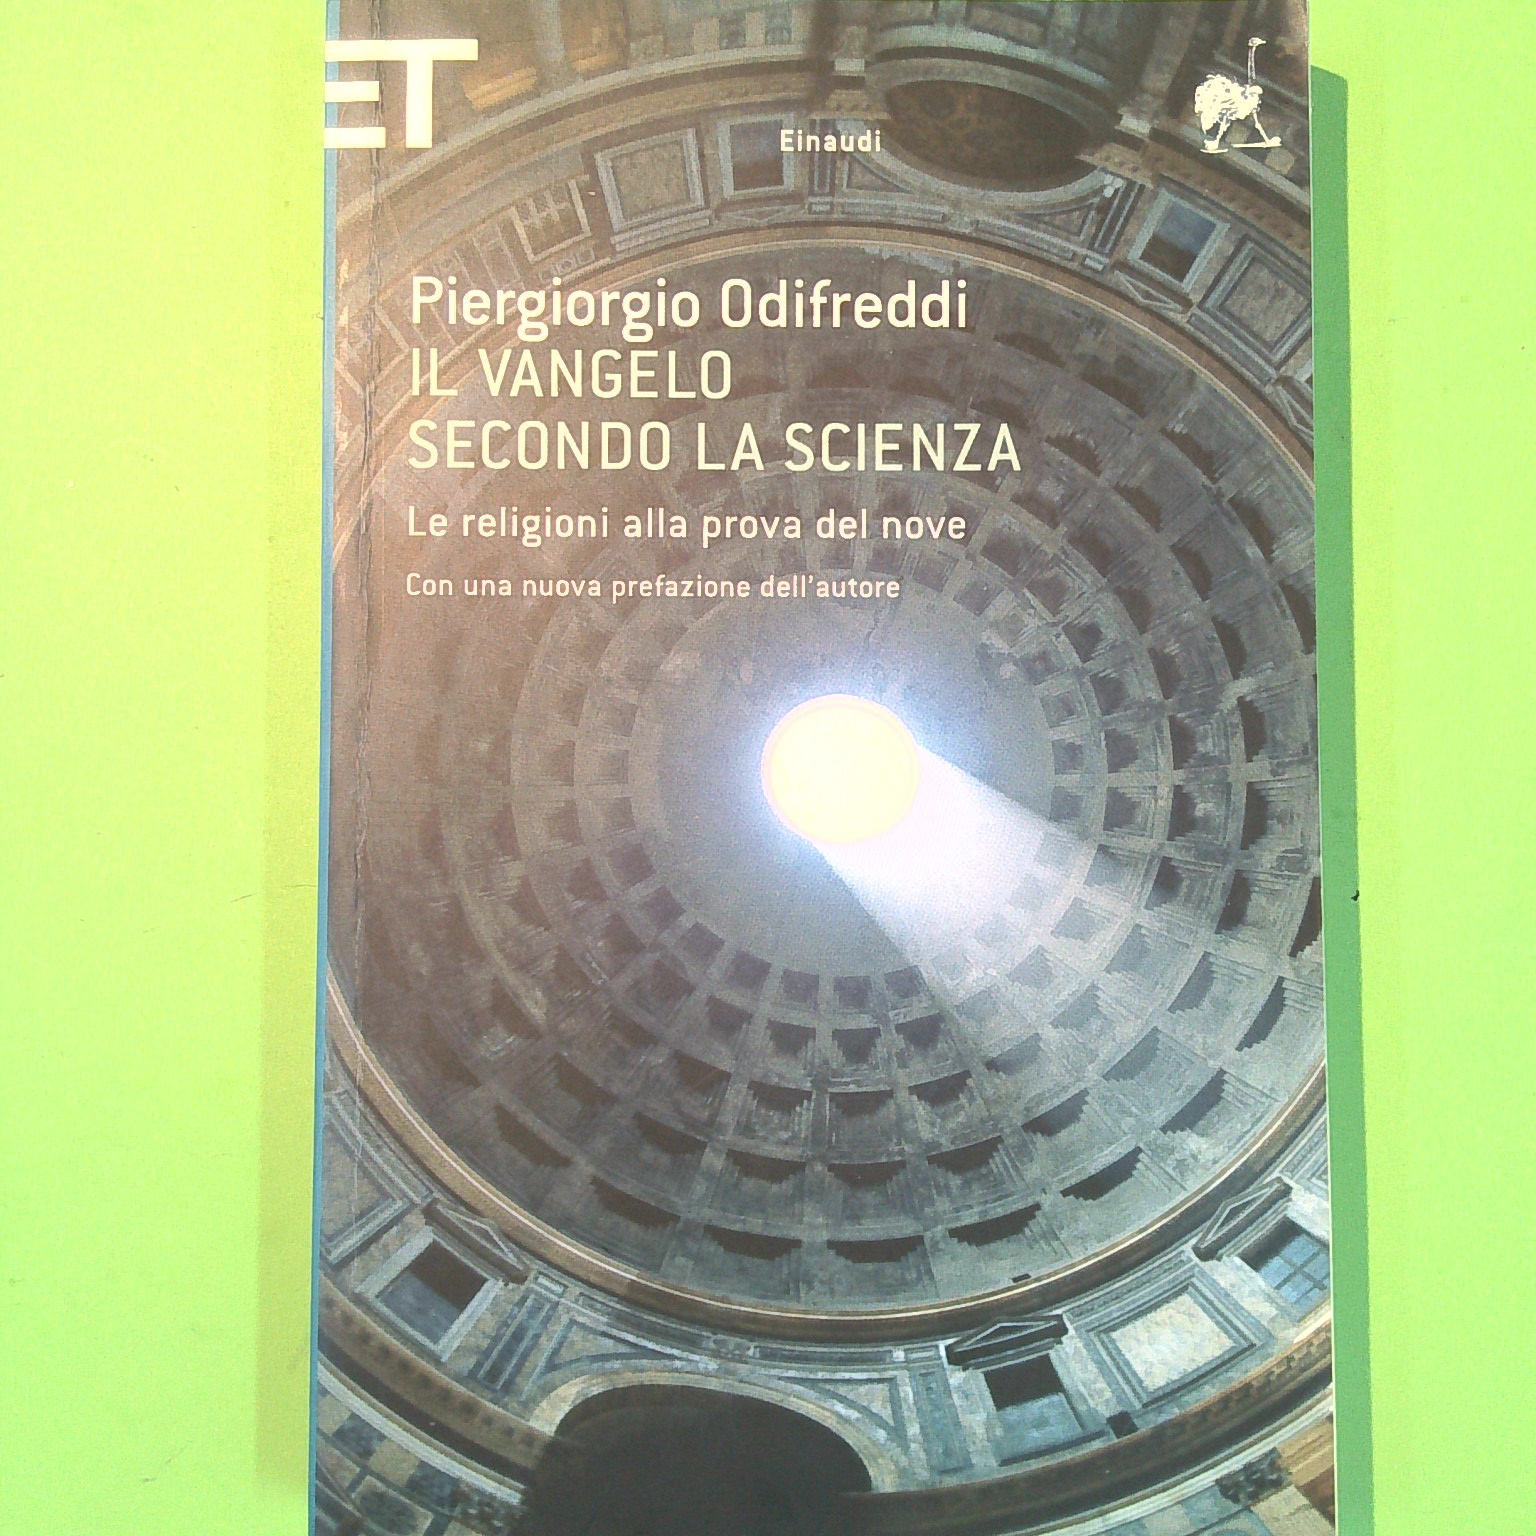 ET
Einaudi
Piergiorgio Odifreddi
IL VANGELO
SECONDO LA SCIENZA
Le religioni alla prova del nove
Con una nuova prefazione dell'autore